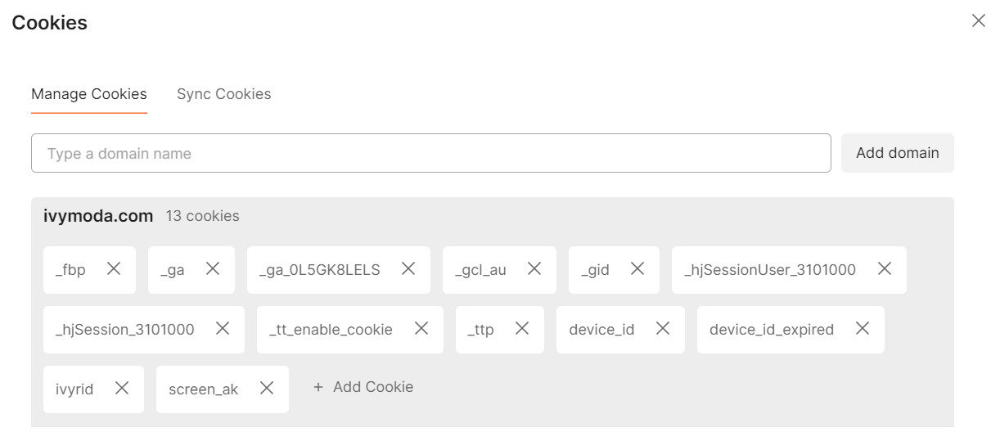 Cookies
Manage Cookies Sync Cookies
Type a domain name Add domain
ivymoda.com 13 cookies
_fbp _ga _ga_0L5GK8LELS _gcl_au _gid _hjSessionUser_3101000
_hjSession_3101000 _tt_enable_cookie _ttp device_id device_id_expired
ivyrid screen_ak + Add Cookie